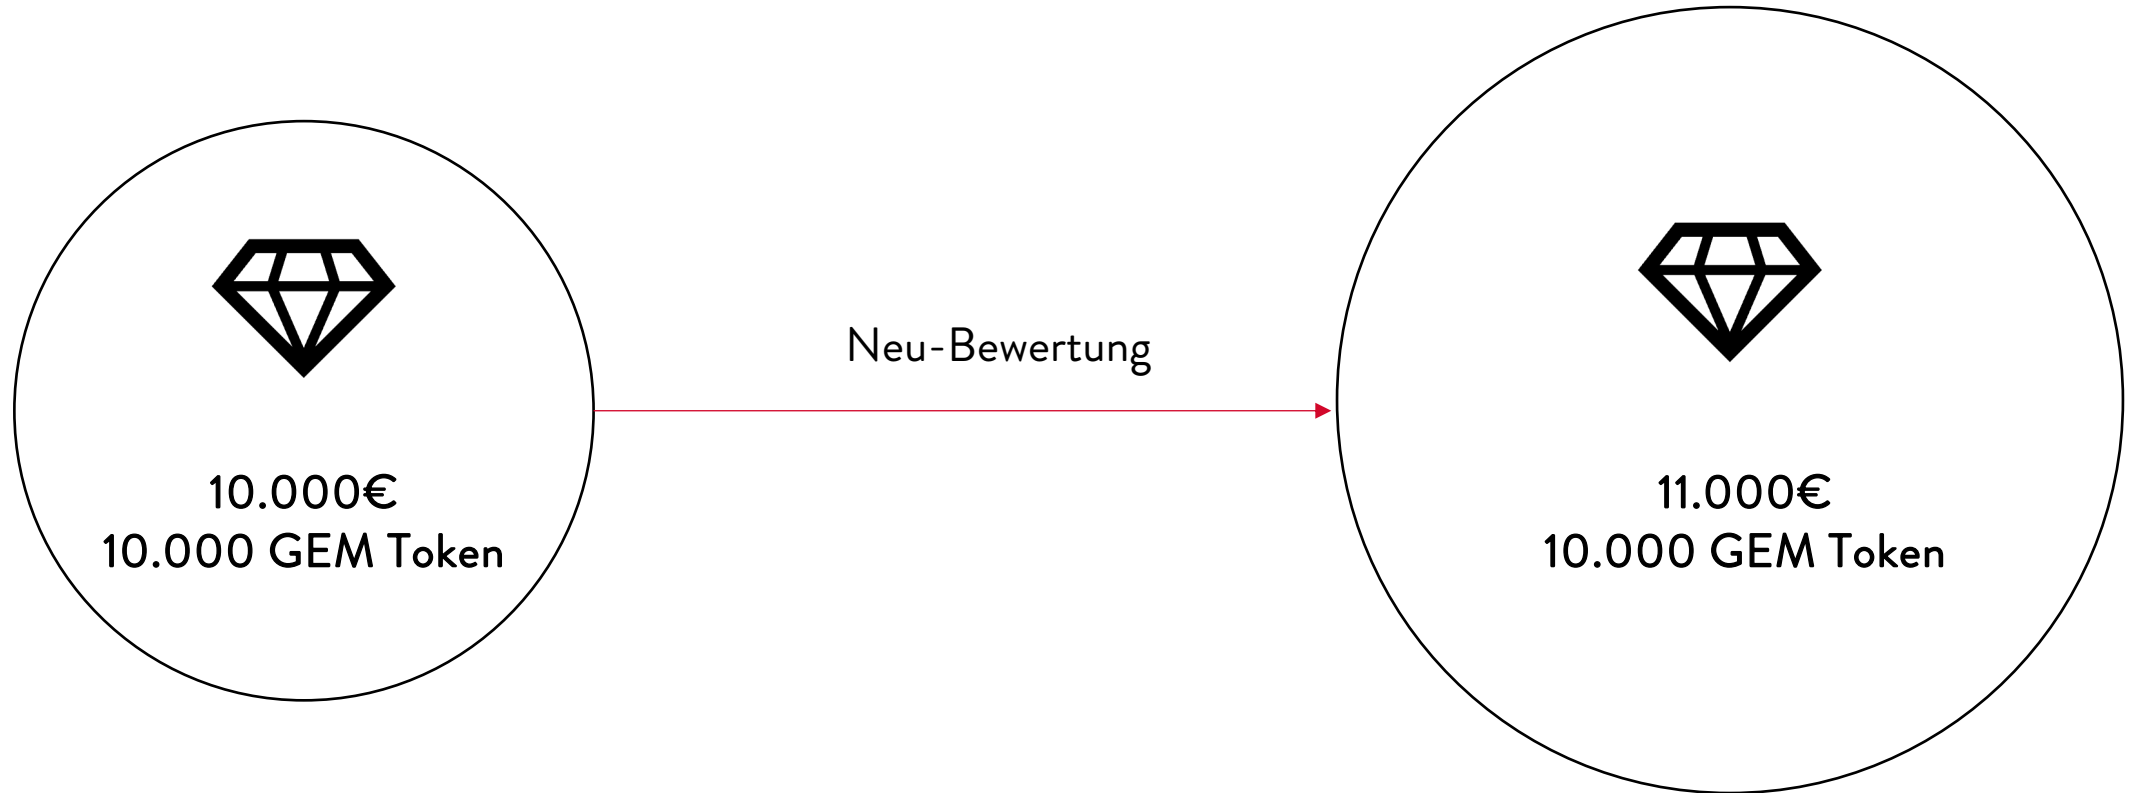 10.000€
10.000 GEM Token
Neu-Bewertung
11.000€
10.000 GEM Token